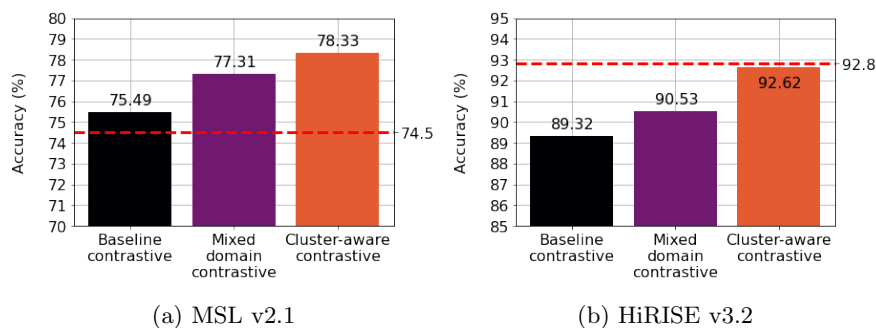 80
79
78
77
76
75
74
73
72
71
70
Accuracy (%)
75.49
77.31
78.33
74.5
Baseline
contrastive
Mixed
domain
contrastive
Cluster-aware
contrastive
(a) MSL v2.1
95
94
93
92
91
90
89
88
87
86
85
Accuracy (%)
89.32
90.53
92.62
92.8
Baseline
contrastive
Mixed
domain
contrastive
Cluster-aware
contrastive
(b) HiRISE v3.2